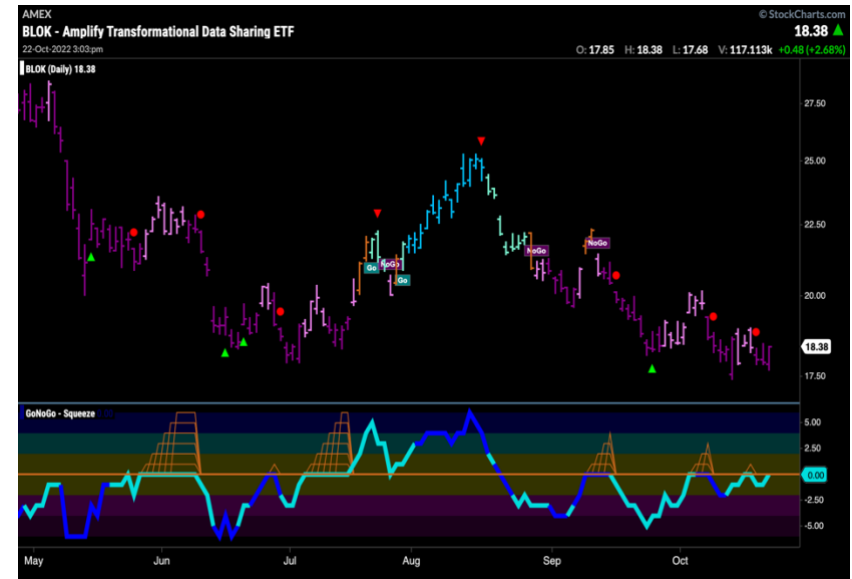 AMEX
© StockCharts.com
BLOK - Amplify Transformational Data Sharing ETF
18.38
22-Oct-2022 3:03pm
O: 17.85 H: 18.38 L: 17.68 V: 117.113k +0.48 (+2.68%)
BLOK (Daily) 18.38
27.50
25.00
22.50
NoGo
NoGo
Go
NoGo
Go
20.00
18.38
17.50
GoNoGo - Squeeze
5.00
2.50
0.00
-2.50
-5.00
May Jun Jul Aug Sep Oct